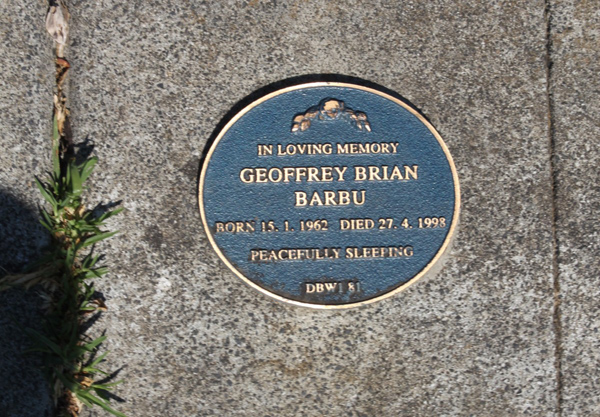 IN LOVING MEMORY
GEOFFREY BRIAN
BARBU
BORN 15. 1. 1962 DIED 27. 4. 1998
PEACEFULLY SLEEPING
DBW1 81